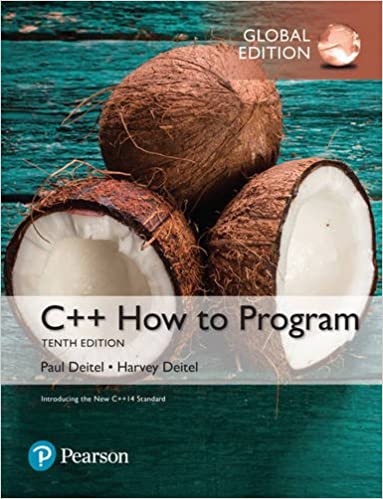 GLOBAL
EDITION
C++ How to Program
TENTH EDITION
Paul Deitel • Harvey Deitel
Introducing the New C++14 Standard
Pearson